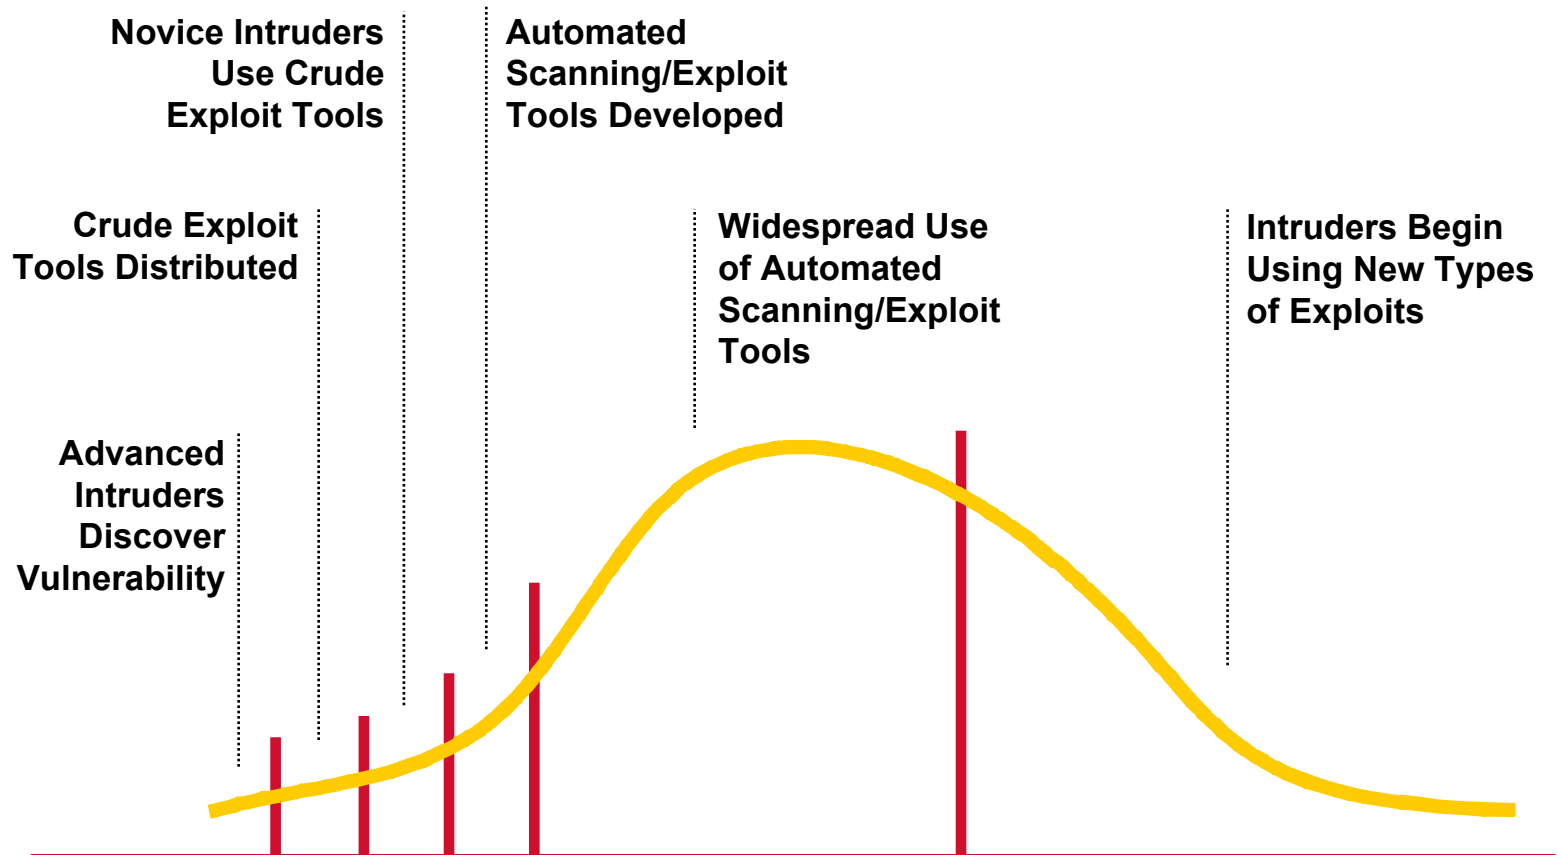 Novice Intruders
Use Crude
Exploit Tools
Automated
Scanning/Exploit
Tools Developed
Crude Exploit
Tools Distributed
Widespread Use
of Automated
Scanning/Exploit
Tools
Intruders Begin
Using New Types
of Exploits
Advanced
Intruders
Discover
Vulnerability